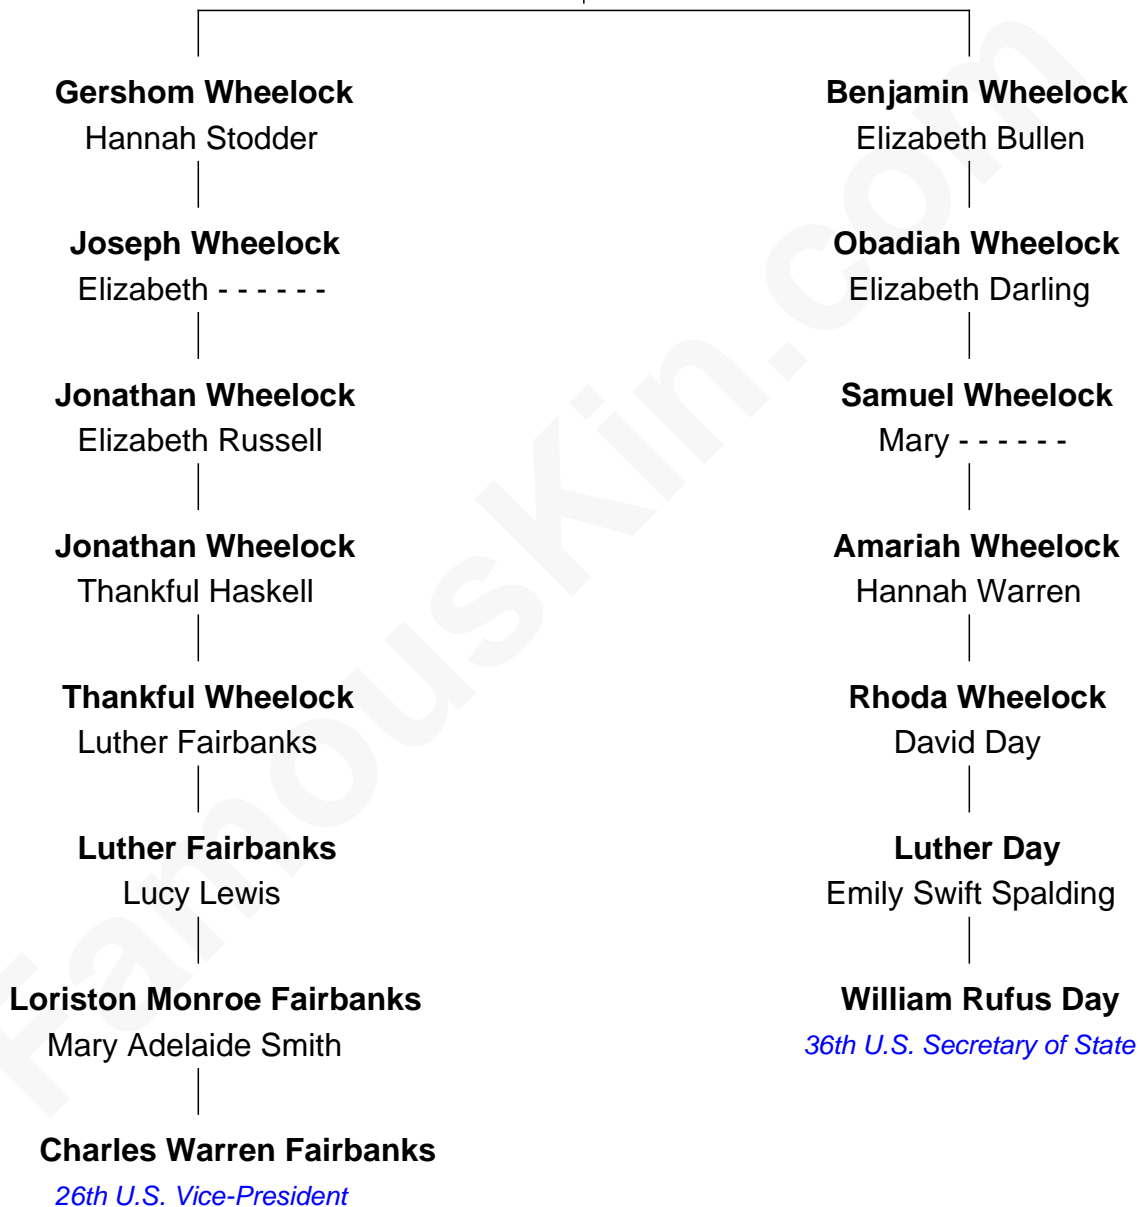 Gershom Wheelock
Hannah Stodder
Benjamin Wheelock
Elizabeth Bullen
Joseph Wheelock
Elizabeth - - - - - -
Obadiah Wheelock
Elizabeth Darling
Jonathan Wheelock
Elizabeth Russell
Samuel Wheelock
Mary - - - - - -
Jonathan Wheelock
Thankful Haskell
Amariah Wheelock
Hannah Warren
Thankful Wheelock
Luther Fairbanks
Rhoda Wheelock
David Day
Luther Fairbanks
Lucy Lewis
Luther Day
Emily Swift Spalding
Loriston Monroe Fairbanks
Mary Adelaide Smith
William Rufus Day
36th U.S. Secretary of State
Charles Warren Fairbanks
26th U.S. Vice-President
FamousKin.com